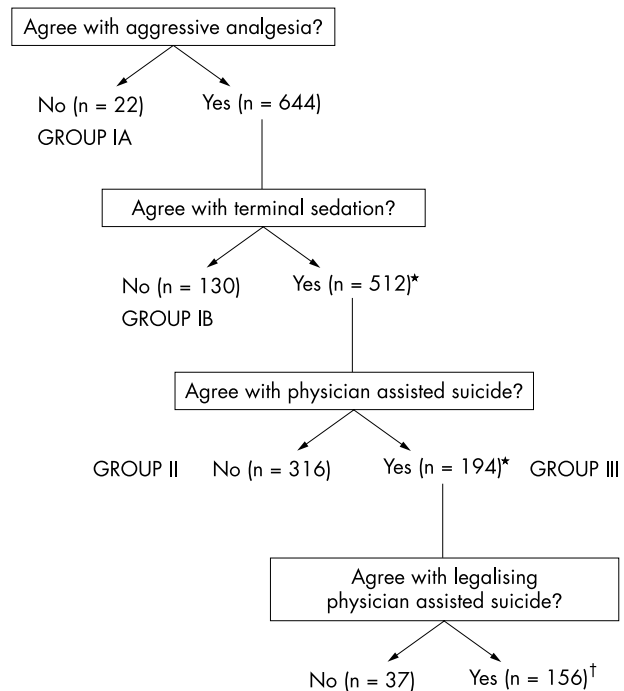 Agree with aggressive analgesia?
No (n = 22) Yes (n = 644)
GROUP IA
Agree with terminal sedation?
No (n = 130) Yes (n = 512)★
GROUP IB
Agree with physician assisted suicide?
GROUP II No (n = 316) Yes (n = 194)★ GROUP III
Agree with legalising
physician assisted suicide?
No (n = 37) Yes (n = 156)†